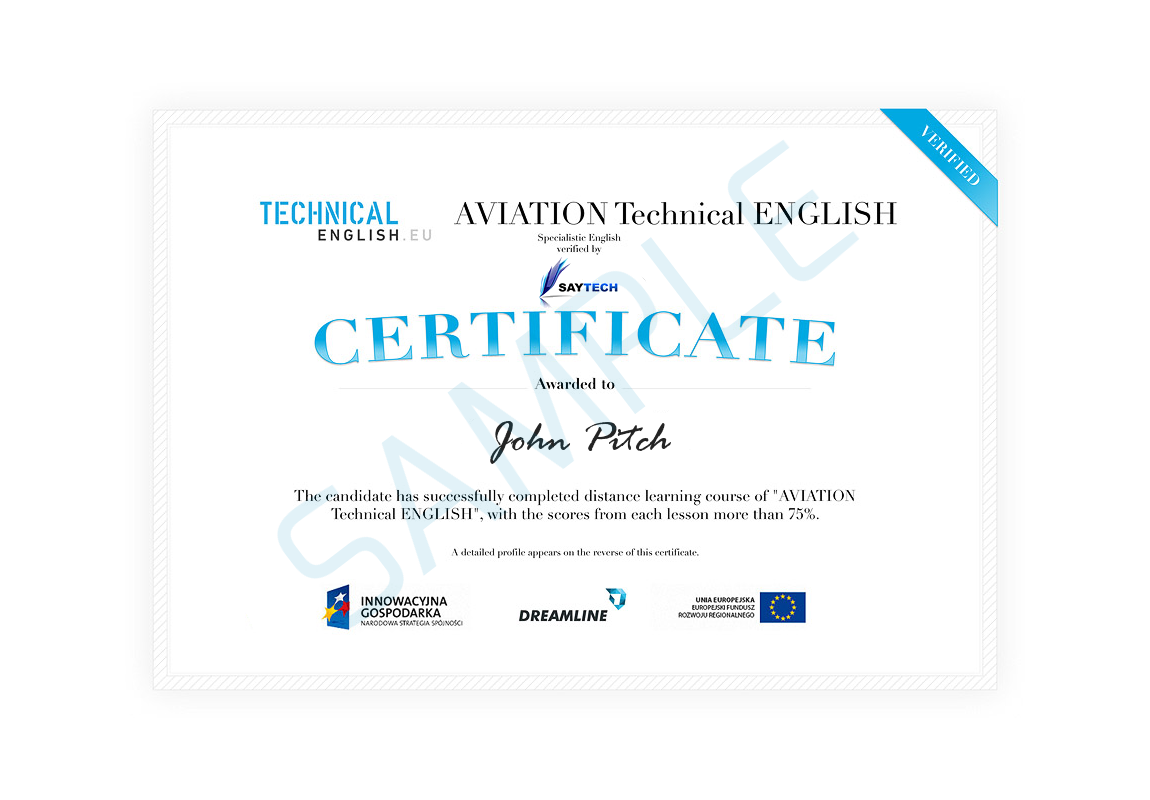 VERIFIED
TECHNICAL
ENGLISH.EU
AVIATION Technical ENGLISH
Specialistic English
verified by
SAYTECH
CERTIFICATE
Awarded to
John Pitch
The candidate has successfully completed distance learning course of "AVIATION
Technical ENGLISH", with the scores from each lesson more than 75%.
A detailed profile appears on the reverse of this certificate.
INNOWACYJNA
GOSPODARKA
NARODOWA STRATEGIA SPÓJNOŚCI
DREAMLINE
UNIA EUROPEJSKA
EUROPEJSKI FUNDUSZ
ROZWOJU REGIONALNEGO
SAMPLE